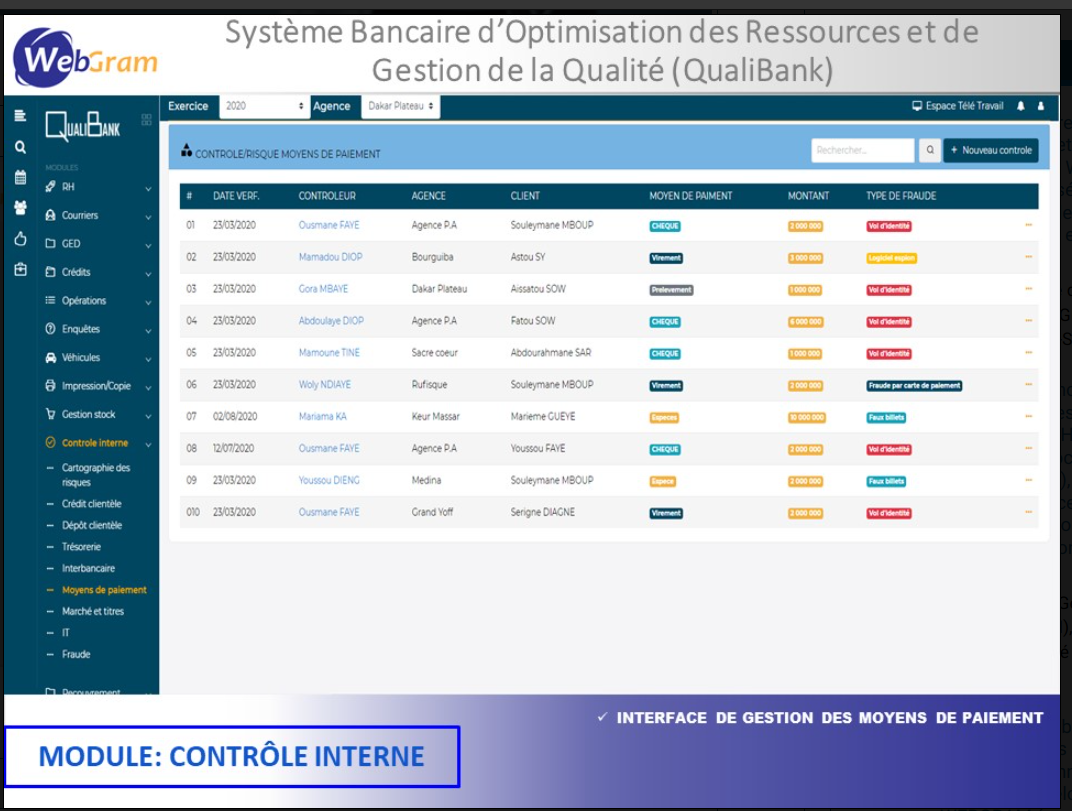 Système Bancaire d'Optimisation des Ressources et de
Gestion de la Qualité (QualiBank)
WebGram
Exercice 2020 Agence Dakar Plateau Espace Télé Travail
QUALIBANK
CONTROLE/RISQUE MOYENS DE PAIEMENT Rechercher... + Nouveau controle
# DATE VERF. CONTROLEUR AGENCE CLIENT MOYEN DE PAIMENT MONTANT TYPE DE FRAUDE
01 23/03/2020 Ousmane FAYE Agence P.A Souleymane MBOUP CHEQUE 2 000 000 Vol d'identité
02 23/03/2020 Mamadou DIOP Bourguiba Astou SY Virement 3 000 000 Logiciel espion
03 23/03/2020 Gora MBAYE Dakar Plateau Aissatou SOW Prelevement 1 000 000 Vol d'identité
04 23/03/2020 Abdoulaye DIOP Agence P.A Fatou SOW CHEQUE 6 000 000 Vol d'identité
05 23/03/2020 Mamoune TINE Sacre coeur Abdourahmane SAR CHEQUE 1 000 000 Vol d'identité
06 23/03/2020 Woly NDIAYE Rufisque Souleymane MBOUP Virement 2 000 000 Fraude par carte de paiement
07 02/08/2020 Mariama KA Keur Massar Marieme GUEYE Especes 10 000 000 Faux billets
08 12/07/2020 Ousmane FAYE Agence P.A Youssou FAYE CHEQUE 2 000 000 Vol d'identité
09 23/03/2020 Youssou DIENG Medina Souleymane MBOUP Espece 2 000 000 Faux billets
010 23/03/2020 Ousmane FAYE Grand Yoff Serigne DIAGNE Virement 2 000 000 Vol d'identité
MODULES
RH
Courriers
GED
Crédits
Opérations
Enquêtes
Véhicules
Impression/Copie
Gestion stock
Controle interne
Cartographie des
risques
Crédit clientèle
Dépôt clientèle
Trésorerie
Interbancaire
Moyens de paiement
Marché et titres
IT
Fraude
Recouvrement
✓ INTERFACE DE GESTION DES MOYENS DE PAIEMENT
MODULE: CONTRÔLE INTERNE